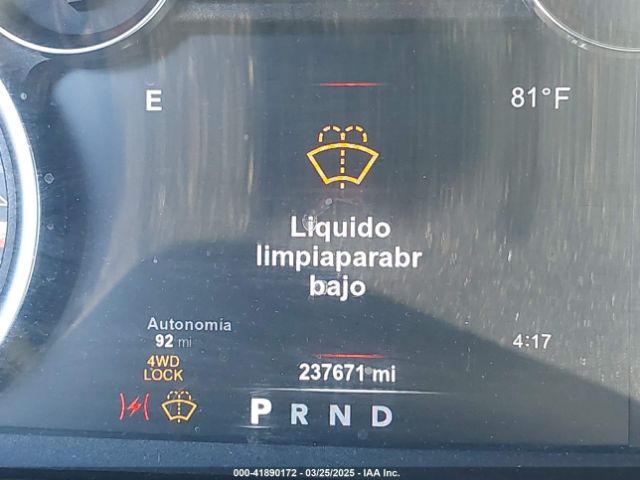 E
81°F
Liquido
limpiaparabr
bajo
Autonomía
92 mi
4:17
4WD
LOCK
237671 mi
P R N D
000-41890172 - 03/25/2025 - IAA Inc.